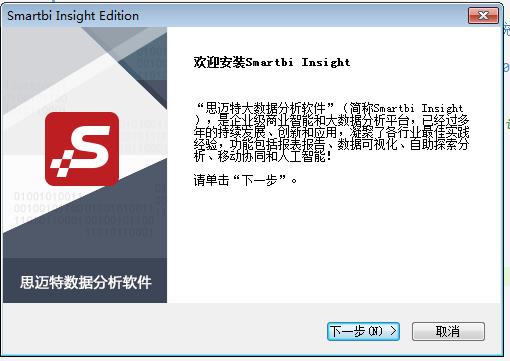 Smartbi Insight Edition
欢迎安装Smartbi Insight
“思迈特大数据分析软件”（简称Smartbi Insight
），是企业级商业智能和大数据分析平台，已经过多
年的持续发展、创新和应用，凝聚了各行业最佳实践
经验，功能包括报表报告、数据可视化、自助探索分
析、移动协同和人工智能！
请单击“下一步”。
思迈特数据分析软件
下一步(N) >
取消